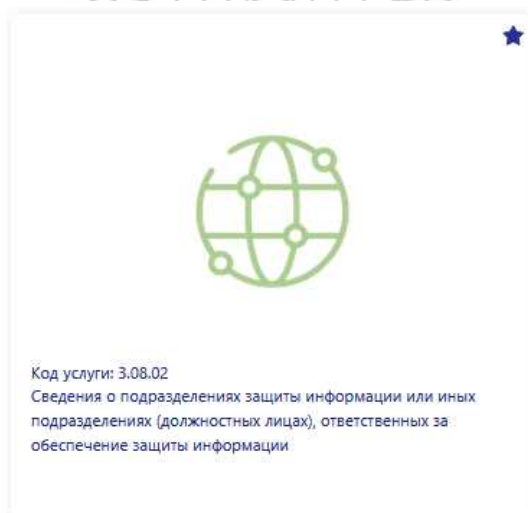 Код услуги: 3.08.02
Сведения о подразделениях защиты информации или иных
подразделениях (должностных лицах), ответственных за
обеспечение защиты информации